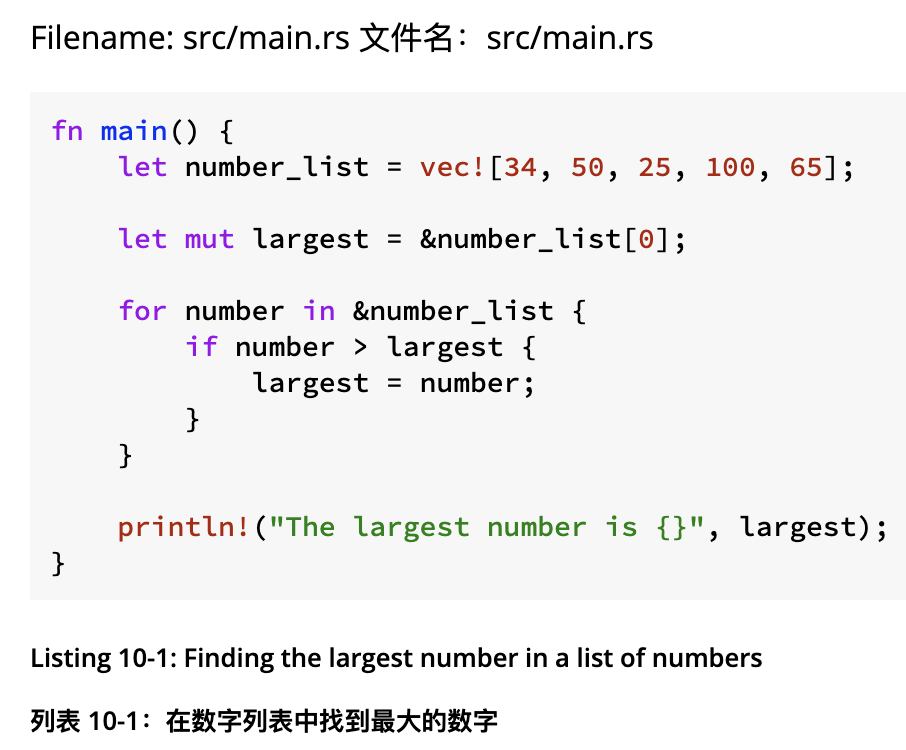 Filename: src/main.rs 文件名：src/main.rs
fn main() {
    let number_list = vec![34, 50, 25, 100, 65];

    let mut largest = &number_list[0];

    for number in &number_list {
        if number > largest {
            largest = number;
        }
    }

    println!("The largest number is {}", largest);
}
Listing 10-1: Finding the largest number in a list of numbers
列表 10-1：在数字列表中找到最大的数字